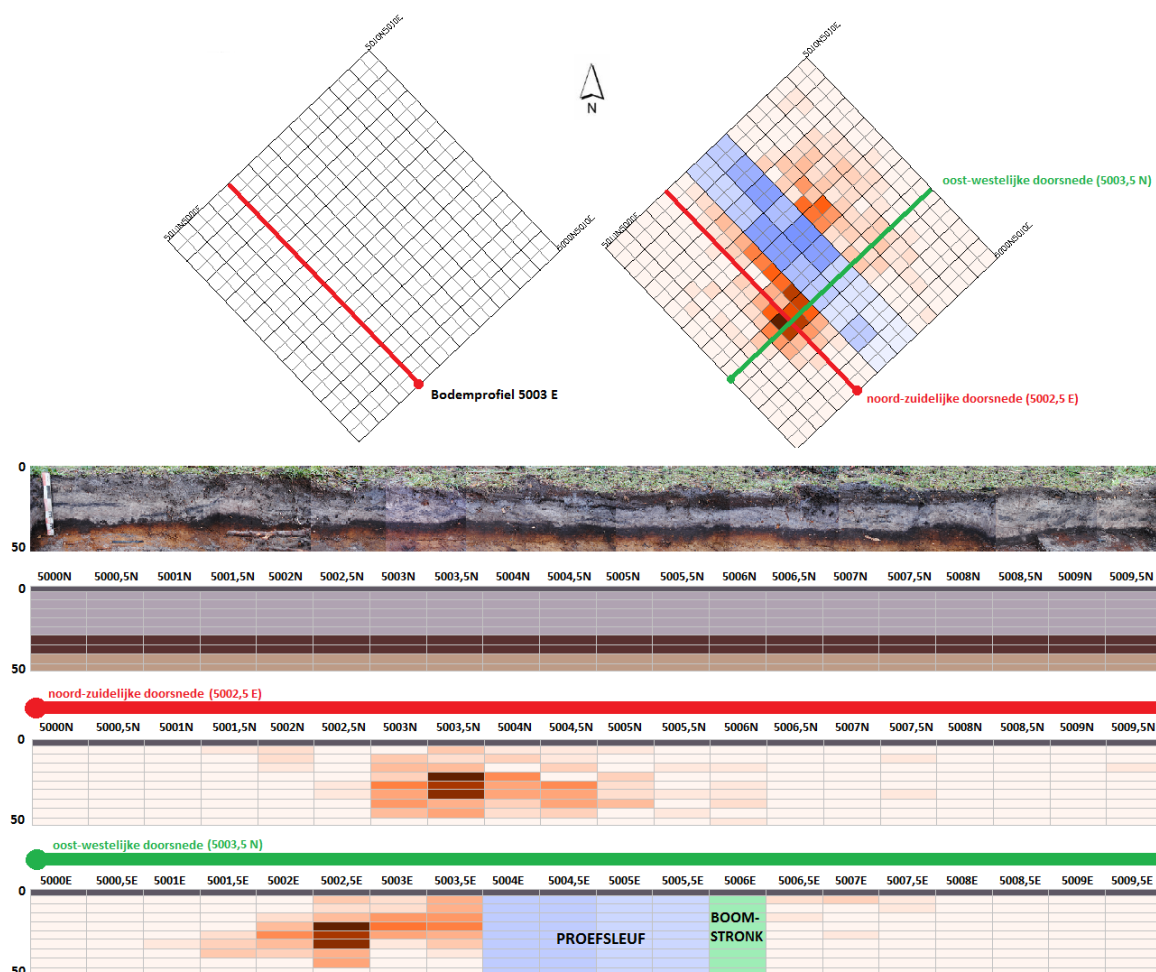 5010N5010E
5010N5010E
N
oost-westelijke doorsnede (5003,5 N)
Bodemprofiel 5003 E
noord-zuidelijke doorsnede (5002,5 E)
0
50
5000N 5000,5N 5001N 5001,5N 5002N 5002,5N 5003N 5003,5N 5004N 5004,5N 5005N 5005,5N 5006N 5006,5N 5007N 5007,5N 5008N 5008,5N 5009N 5009,5N
0
50
noord-zuidelijke doorsnede (5002,5 E)
5000N 5000,5N 5001N 5001,5N 5002N 5002,5N 5003N 5003,5N 5004N 5004,5N 5005N 5005,5N 5006N 5006,5N 5007N 5007,5N 5008N 5008,5N 5009N 5009,5N
0
50
oost-westelijke doorsnede (5003,5 N)
5000E 5000,5E 5001E 5001,5E 5002E 5002,5E 5003E 5003,5E 5004E 5004,5E 5005E 5005,5E 5006E 5006,5E 5007E 5007,5E 5008E 5008,5E 5009E 5009,5E
0
BOOM-
STRONK
PROEFSLEUF
50